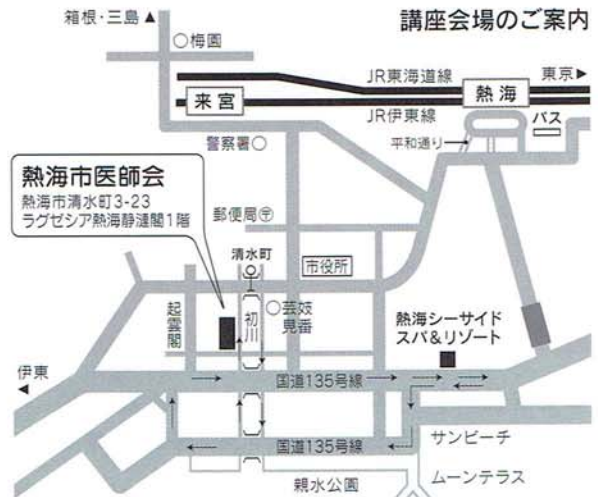 講座会場のご案内
箱根・三島▲
○梅園
JR東海道線
東京▶
来宮
熱海
JR伊東線
バス
警察署○
平和通り→
熱海市医師会
熱海市清水町3-23
ラグゼシア熱海静漣閣1階
郵便局〒
清水町
市役所
起雲閣
初川
○芸妓
見番
熱海シーサイド
スパ&リゾート
伊東
◀
国道135号線
国道135号線
サンビーチ
親水公園
ムーンテラス